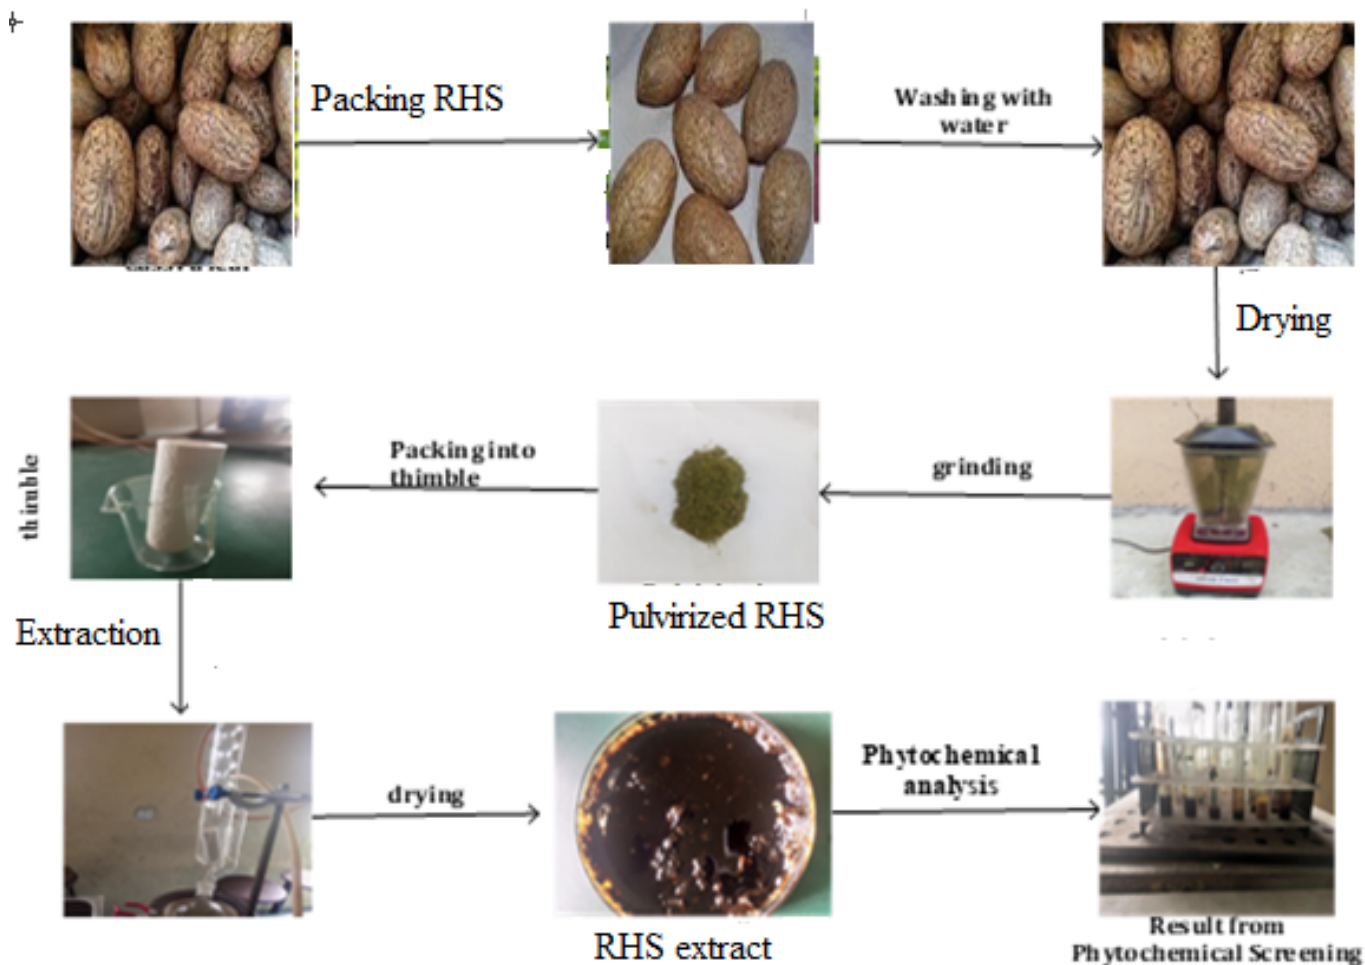 Packing RHS
Washing with
water
Drying
grinding
Packing into
thimble
thimble
Pulvirized RHS
Extraction
drying
RHS extract
Phytochemical
analysis
Result from
Phytochemical Screening